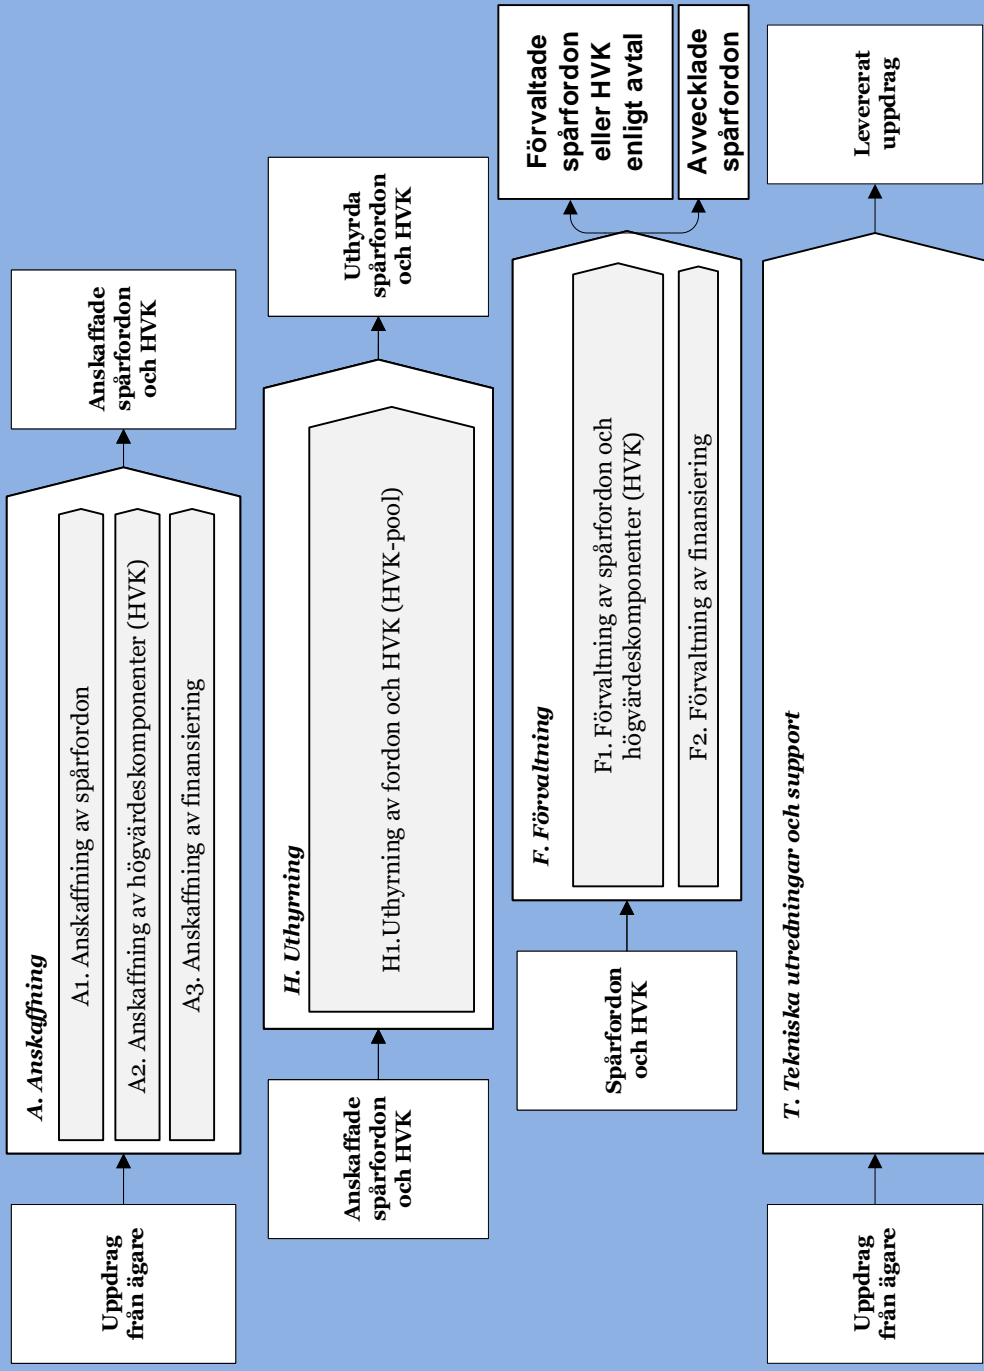 Uppdrag
från ägare
A. Anskaffning
A1. Anskaffning av spårfordon
A2. Anskaffning av högvärdeskomponenter (HVK)
A3. Anskaffning av finansiering
Anskaffade
spårfordon
och HVK
Anskaffade
spårfordon
och HVK
H. Uthyrning
H1.Uthyrning av fordon och HVK (HVK-pool)
Uthyrda
spårfordon
och HVK
Spårfordon
och HVK
F. Förvaltning
F1. Förvaltning av spårfordon och
högvärdeskomponenter (HVK)
F2. Förvaltning av finansiering
Förvaltade
spårfordon
eller HVK
enligt avtal
Avvecklade
spårfordon
Uppdrag
från ägare
T. Tekniska utredningar och support
Levererat
uppdrag